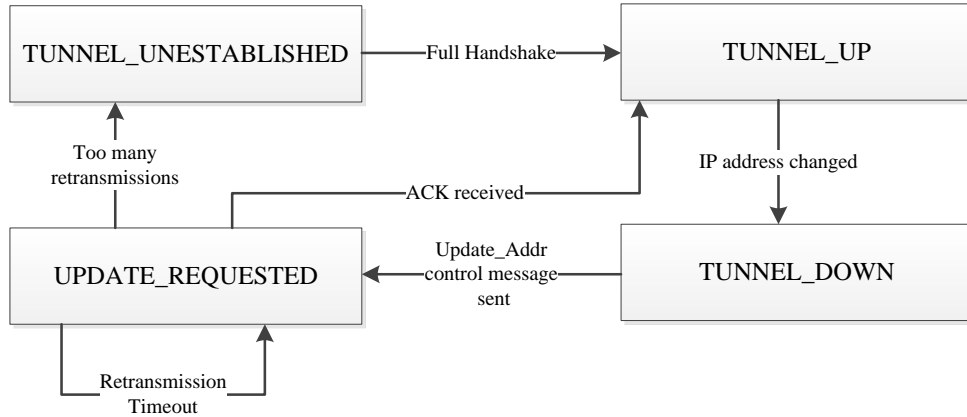 TUNNEL_UNESTABLISHED
Full Handshake
TUNNEL_UP
Too many
retransmissions
IP address changed
ACK received
UPDATE_REQUESTED
Update_Addr
control message
sent
TUNNEL_DOWN
Retransmission
Timeout